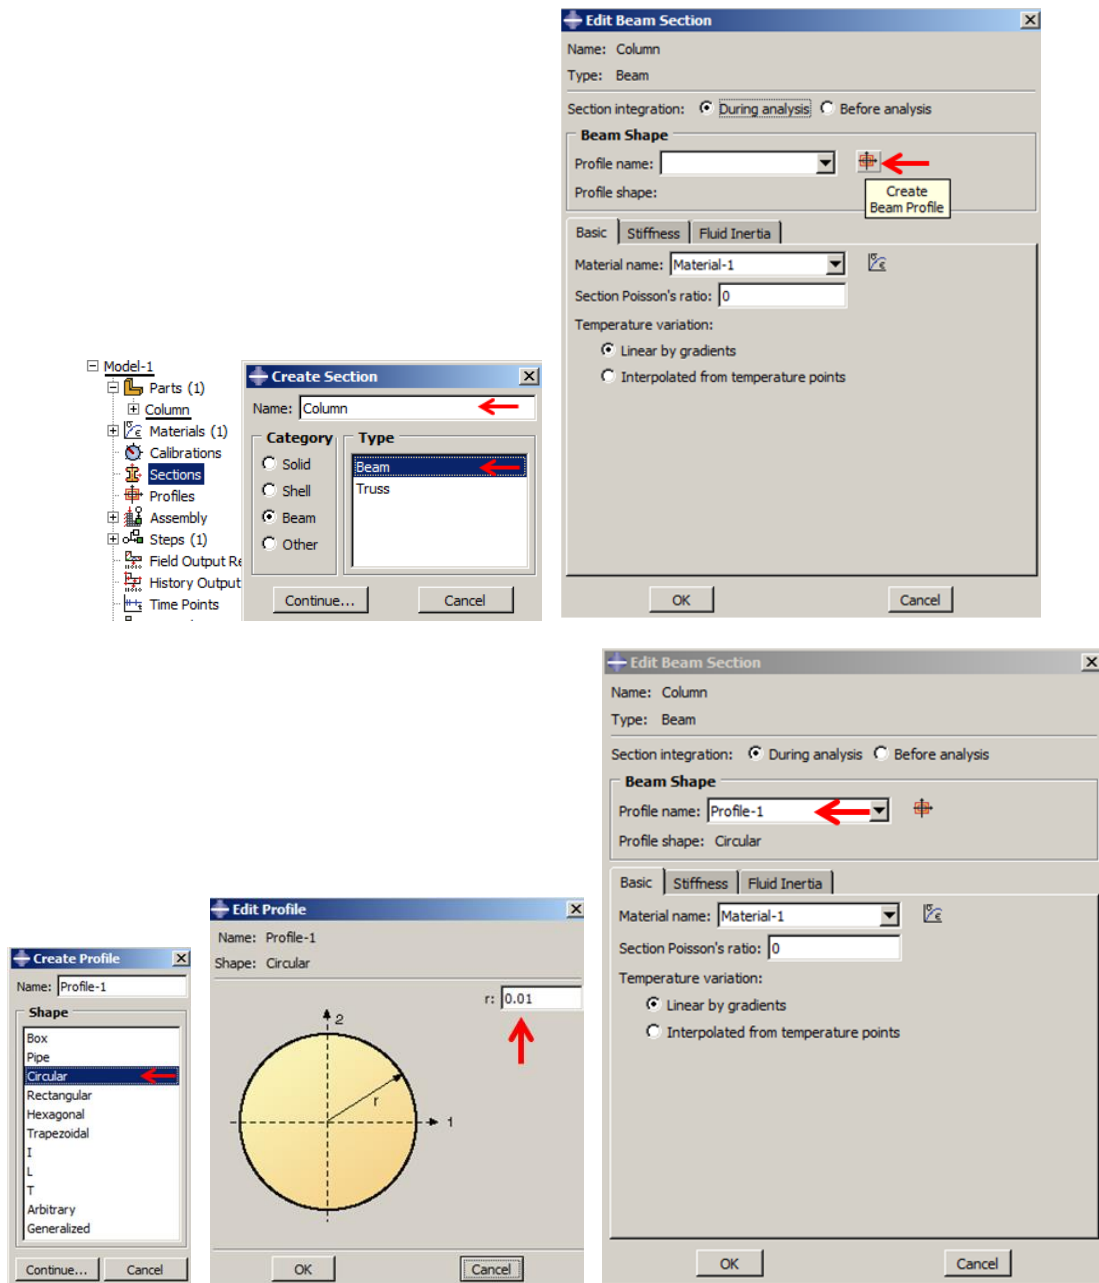 Edit Beam Section
Name: Column
Type: Beam
Section integration: During analysis Before analysis
Beam Shape
Profile name:
Profile shape:
Create
Beam Profile
Basic Stiffness Fluid Inertia
Material name: Material-1
Section Poisson's ratio: 0
Temperature variation:
Linear by gradients
Interpolated from temperature points
OK Cancel
Model-1
Parts (1)
Column
Materials (1)
Calibrations
Sections
Profiles
Assembly
Steps (1)
Field Output Re
History Output
Time Points
Create Section
Name: Column
Category Type
Solid
Shell
Beam
Other
Beam
Truss
Continue... Cancel
Edit Beam Section
Name: Column
Type: Beam
Section integration: During analysis Before analysis
Beam Shape
Profile name: Profile-1
Profile shape: Circular
Basic Stiffness Fluid Inertia
Material name: Material-1
Section Poisson's ratio: 0
Temperature variation:
Linear by gradients
Interpolated from temperature points
OK Cancel
Create Profile
Name: Profile-1
Shape
Box
Pipe
Circular
Rectangular
Hexagonal
Trapezoidal
I
L
T
Arbitrary
Generalized
Continue... Cancel
Edit Profile
Name: Profile-1
Shape: Circular
r: 0.01
2
r
1
OK Cancel